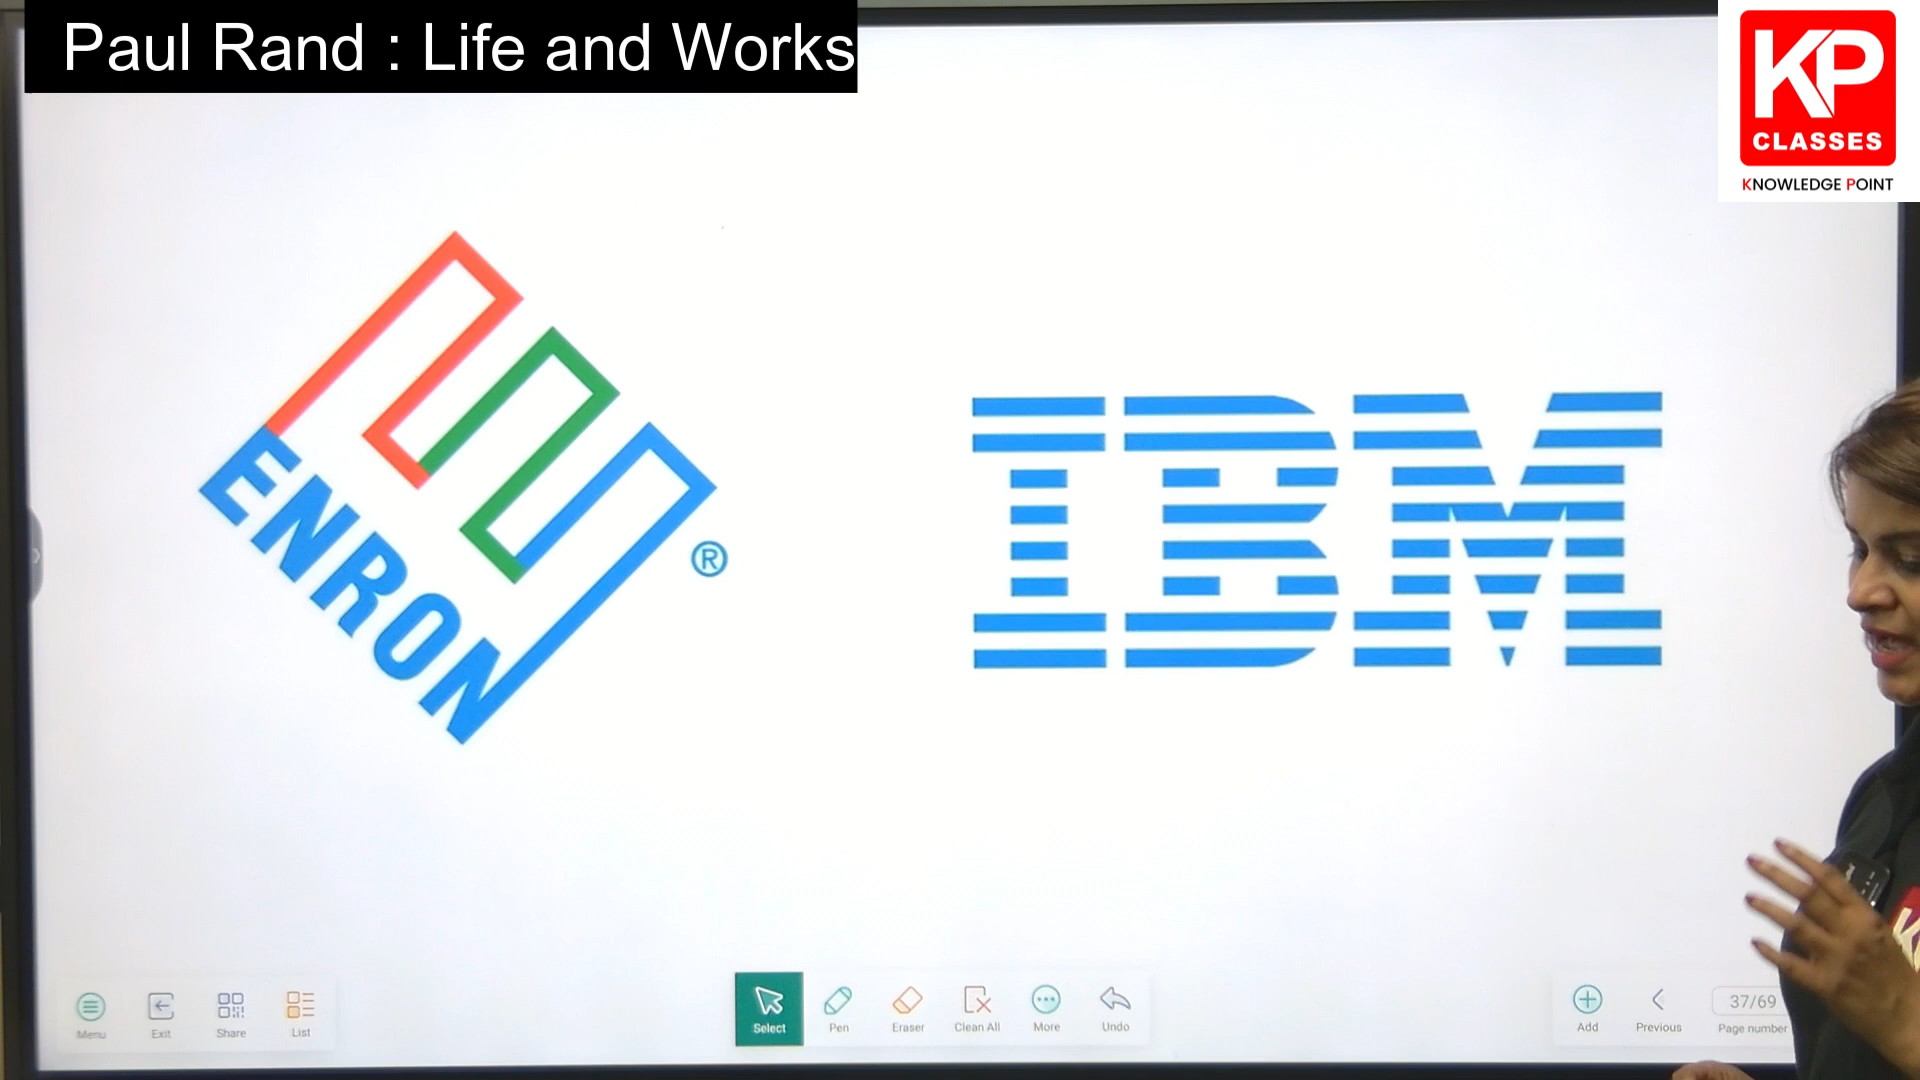 Paul Rand : Life and Works
KP
CLASSES
KNOWLEDGE POINT
ENRON
®
IBM
Menu
Exit
Share
List
Select
Pen
Eraser
Clean All
More
Undo
Add
Previous
37/69
Page number